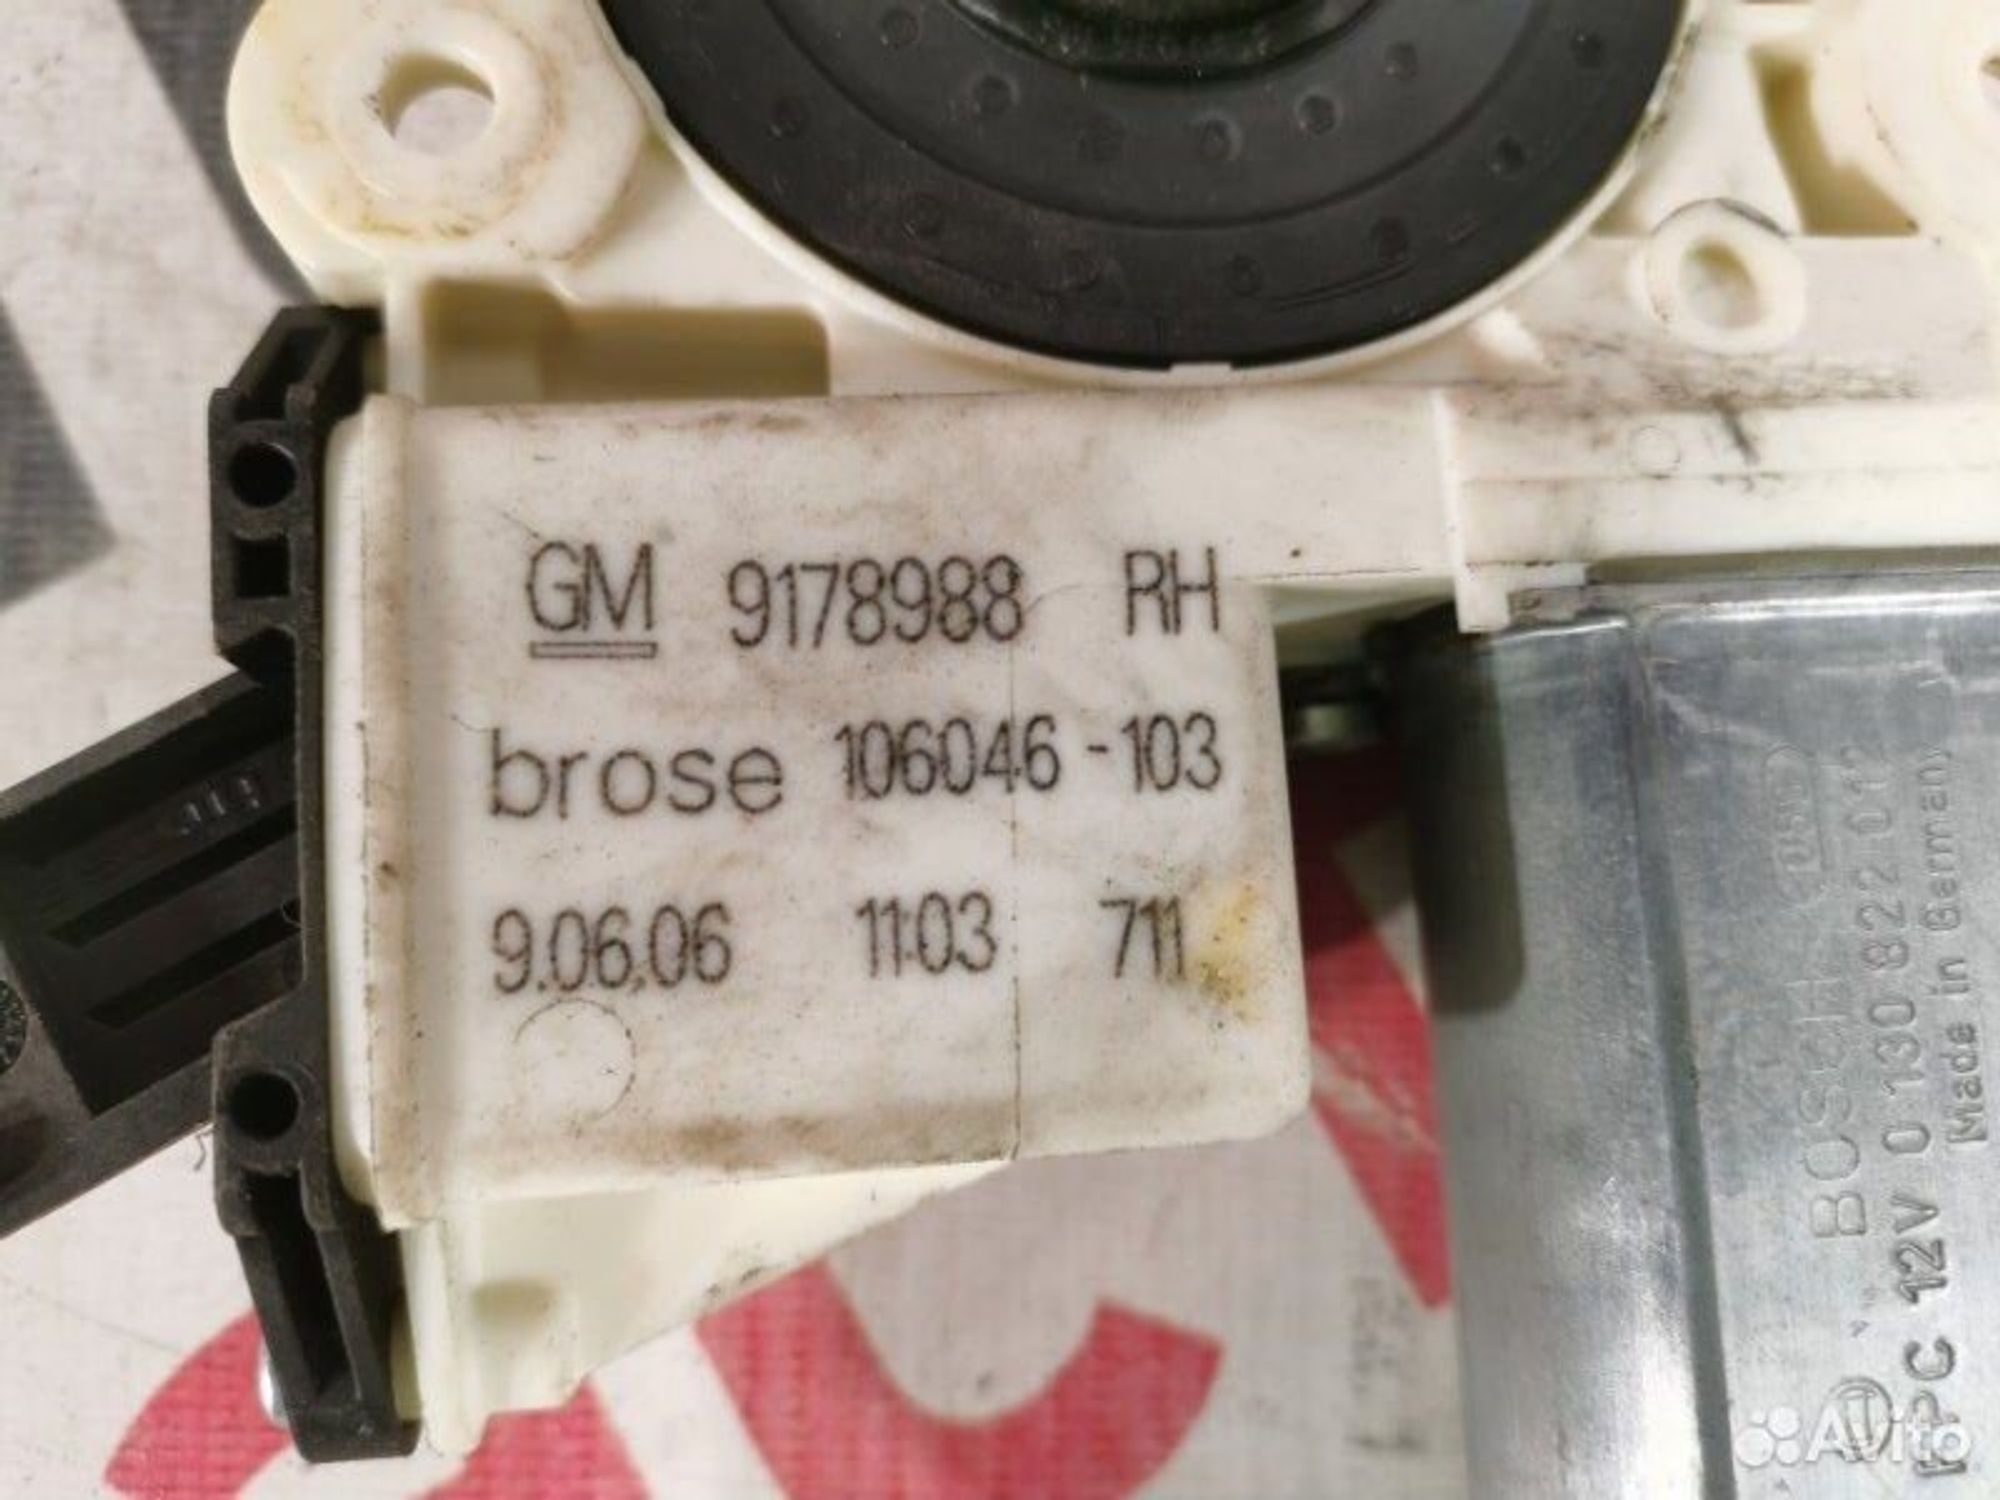 GM 9178988 RH
brose 106046-103
9.06.06 11:03 711
BOSCH
0 130 822 01
12V
Made in Germany
Avito